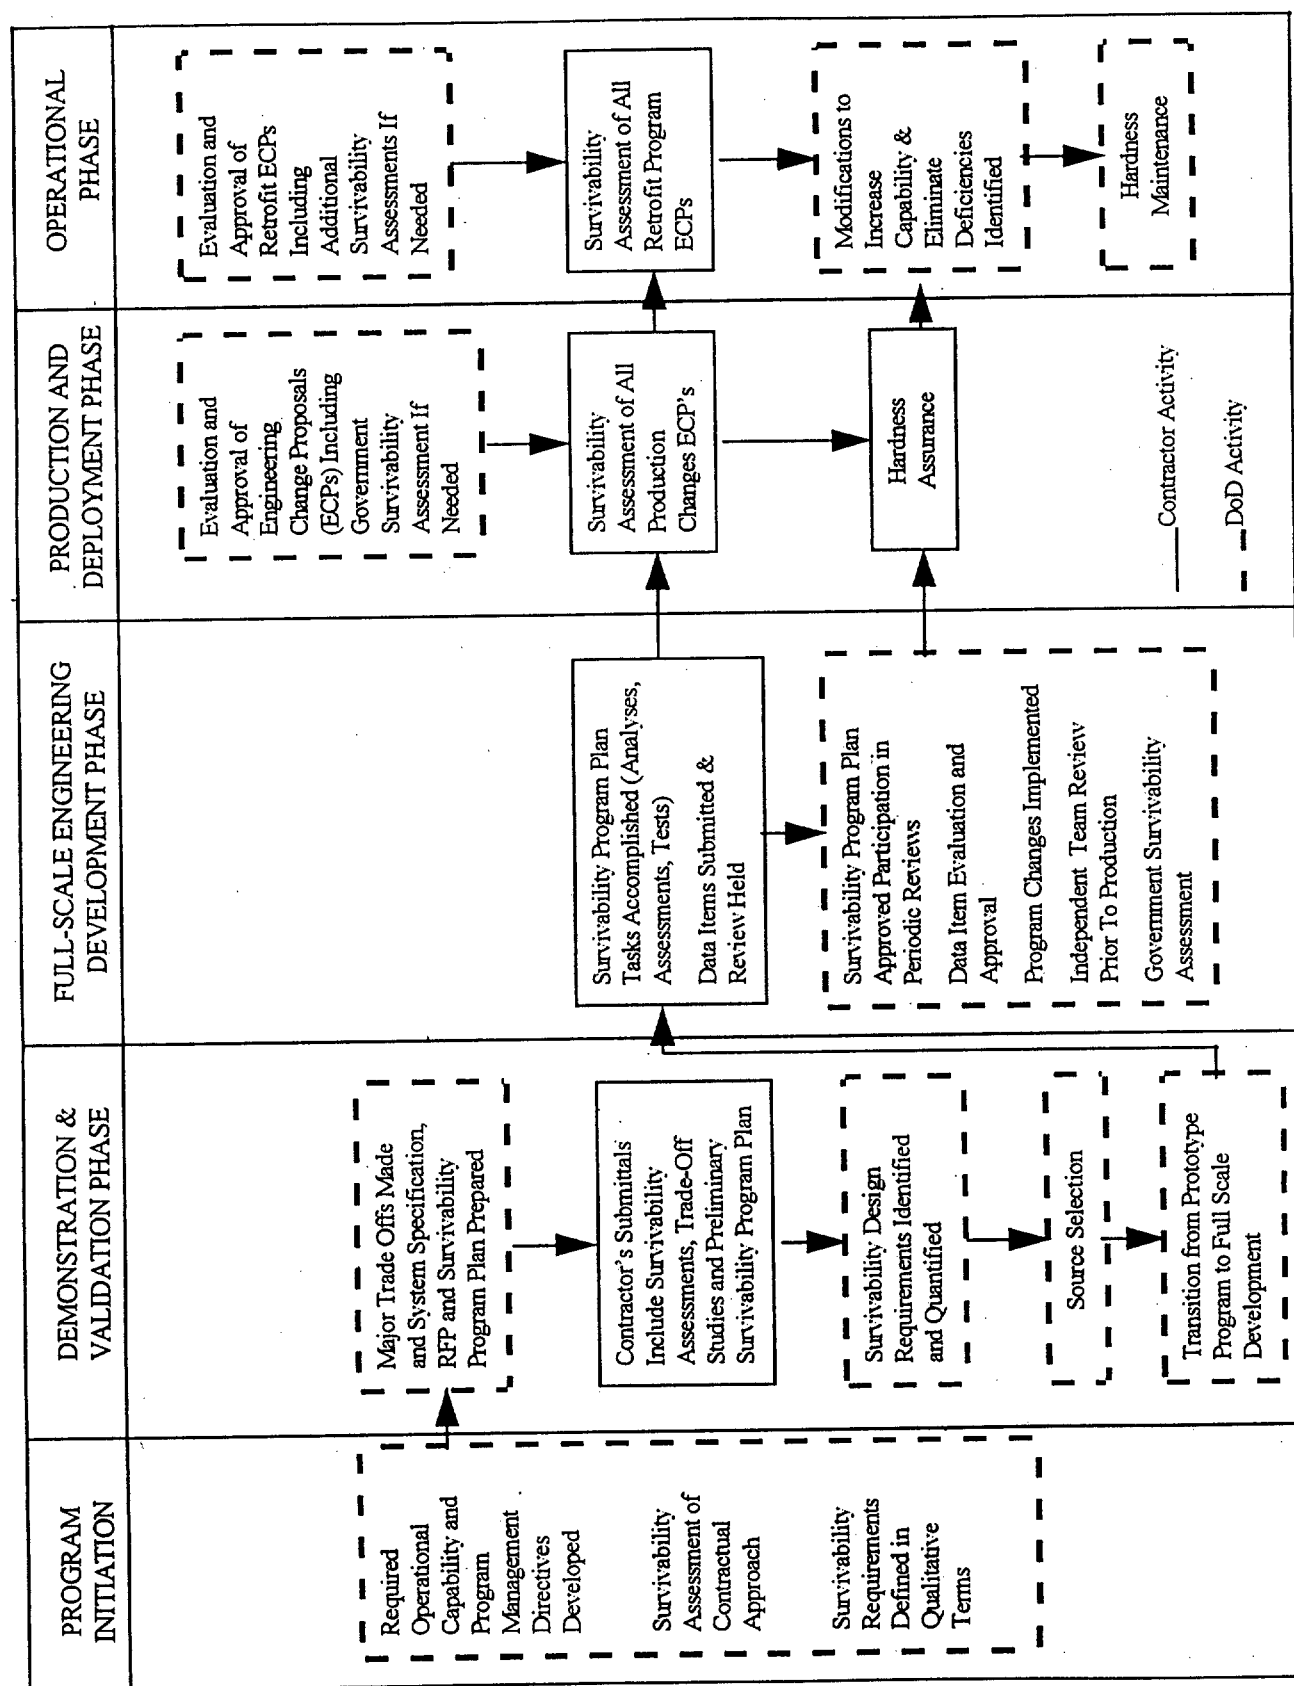 PROGRAM
INITIATION
Required
Operational
Capability and
Program
Management
Directives
Developed
Survivability
Assessment of
Contractual
Approach
Survivability
Requirements
Defined in
Qualitative
Terms
DEMONSTRATION &
VALIDATION PHASE
Major Trade Offs Made
and System Specification,
RFP and Survivability
Program Plan Prepared
Contractor's Submittals
Include Survivability
Assessments, Trade-Off
Studies and Preliminary
Survivability Program Plan
Survivability Design
Requirements Identified
and Quantified
Source Selection
Transition from Prototype
Program to Full Scale
Development
FULL-SCALE ENGINEERING
DEVELOPMENT PHASE
Survivability Program Plan
Tasks Accomplished (Analyses,
Assessments, Tests)
Data Items Submitted &
Review Held
Survivability Program Plan
Approved Participation in
Periodic Reviews
Data Item Evaluation and
Approval
Program Changes Implemented
Independent Team Review
Prior To Production
Government Survivability
Assessment
PRODUCTION AND
DEPLOYMENT PHASE
Evaluation and
Approval of
Engineering
Change Proposals
(ECPs) Including
Government
Survivability
Assessment If
Needed
Survivability
Assessment of All
Production
Changes ECP's
Hardness
Assurance
Contractor Activity
DoD Activity
OPERATIONAL
PHASE
Evaluation and
Approval of
Retrofit ECPs
Including
Additional
Survivability
Assessments If
Needed
Survivability
Assessment of All
Retrofit Program
ECPs
Modifications to
Increase
Capability &
Eliminate
Deficiencies
Identified
Hardness
Maintenance